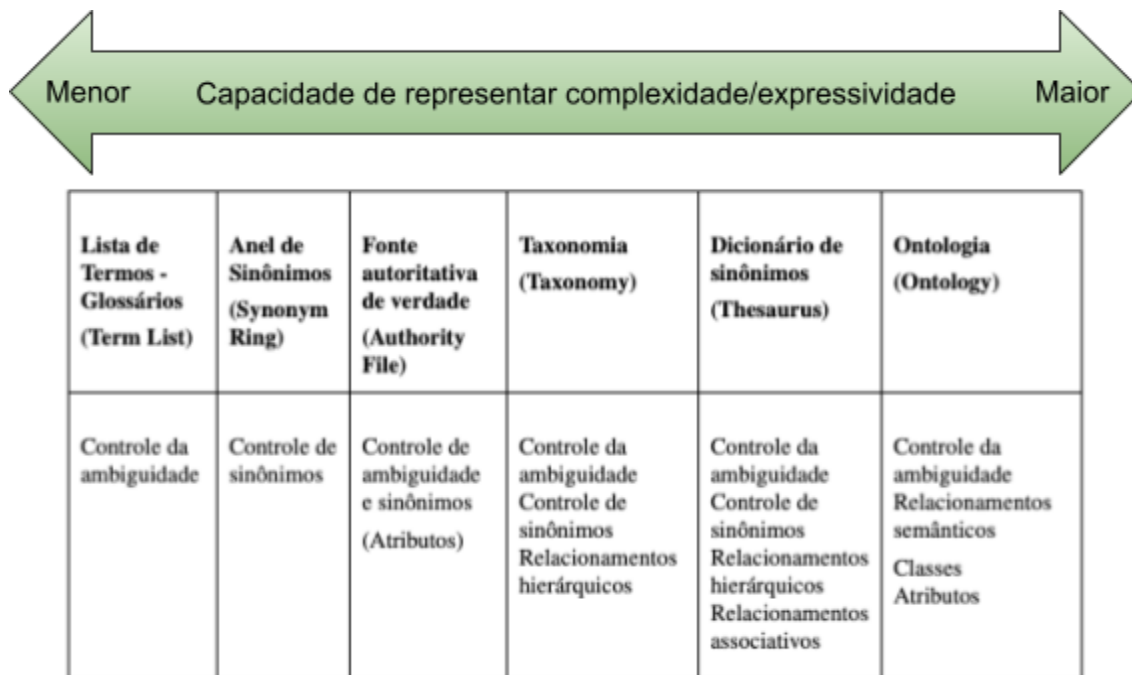 Menor Capacidade de representar complexidade/expressividade Maior
Lista de
Termos -
Glossários
(Term List)
Anel de
Sinônimos
(Synonym
Ring)
Fonte
autoritativa
de verdade
(Authority
File)
Taxonomia
(Taxonomy)
Dicionário de
sinônimos
(Thesaurus)
Ontologia
(Ontology)
Controle da
ambiguidade
Controle de
sinônimos
Controle de
ambiguidade
e sinônimos
(Atributos)
Controle da
ambiguidade
Controle de
sinônimos
Relacionamentos
hierárquicos
Controle da
ambiguidade
Controle de
sinônimos
Relacionamentos
hierárquicos
Relacionamentos
associativos
Controle da
ambiguidade
Relacionamentos
semânticos
Classes
Atributos